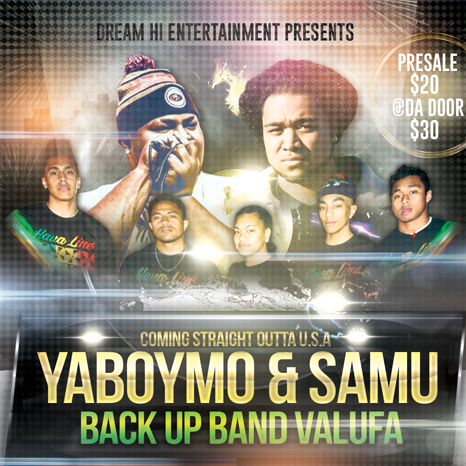 DREAM HI ENTERTAINMENT PRESENTS
PRESALE
$20
@DA DOOR
$30
COMING STRAIGHT OUTTA U.S.A
YABOYMO & SAMU
BACK UP BAND VALUFA